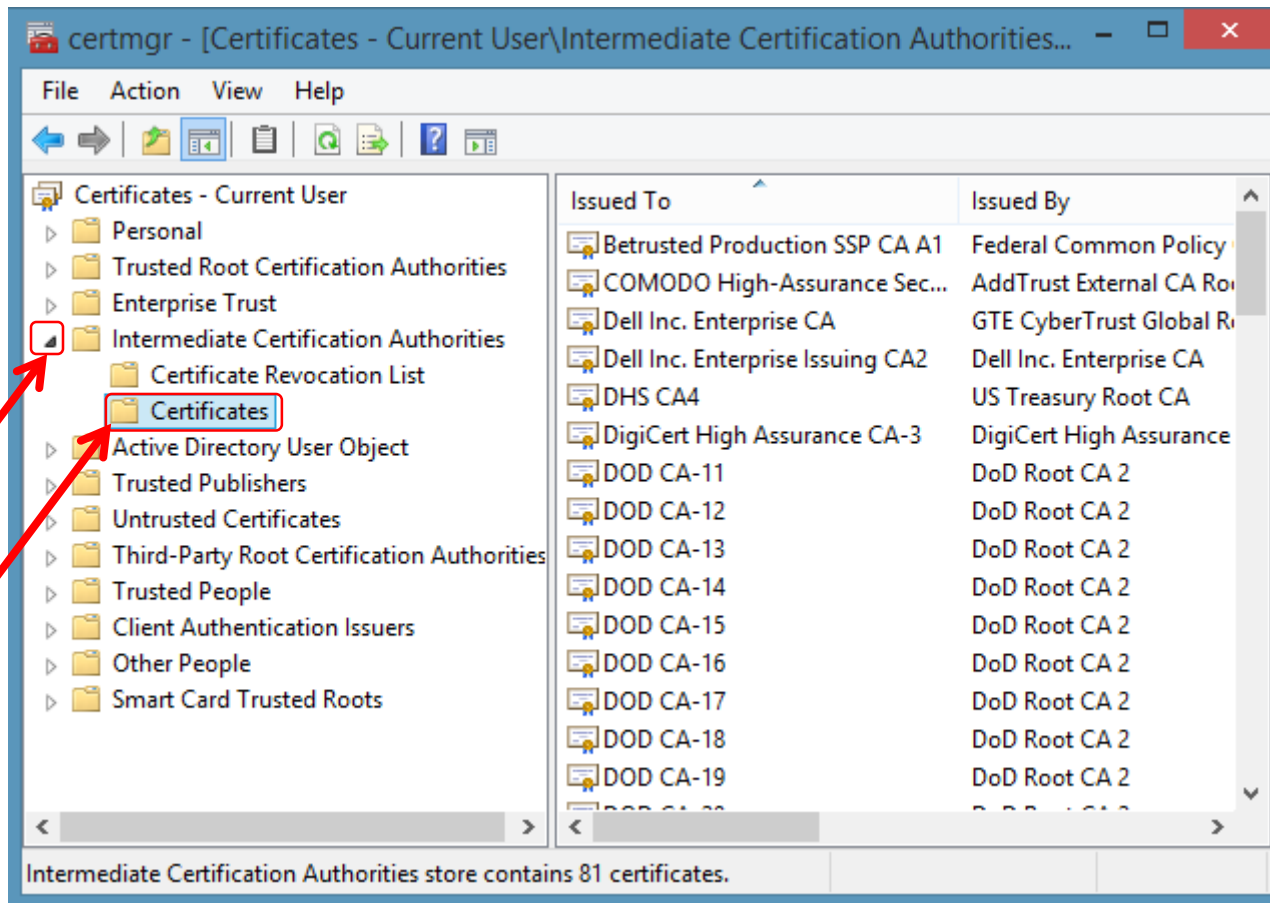 certmgr - [Certificates - Current User\Intermediate Certification Authorities...
File Action View Help
Certificates - Current User
Personal
Trusted Root Certification Authorities
Enterprise Trust
Intermediate Certification Authorities
Certificate Revocation List
Certificates
Active Directory User Object
Trusted Publishers
Untrusted Certificates
Third-Party Root Certification Authorities
Trusted People
Client Authentication Issuers
Other People
Smart Card Trusted Roots
Issued To Issued By
Betrusted Production SSP CA A1 Federal Common Policy
COMODO High-Assurance Sec... AddTrust External CA Ro
Dell Inc. Enterprise CA GTE CyberTrust Global R
Dell Inc. Enterprise Issuing CA2 Dell Inc. Enterprise CA
DHS CA4 US Treasury Root CA
DigiCert High Assurance CA-3 DigiCert High Assurance
DOD CA-11 DoD Root CA 2
DOD CA-12 DoD Root CA 2
DOD CA-13 DoD Root CA 2
DOD CA-14 DoD Root CA 2
DOD CA-15 DoD Root CA 2
DOD CA-16 DoD Root CA 2
DOD CA-17 DoD Root CA 2
DOD CA-18 DoD Root CA 2
DOD CA-19 DoD Root CA 2
Intermediate Certification Authorities store contains 81 certificates.